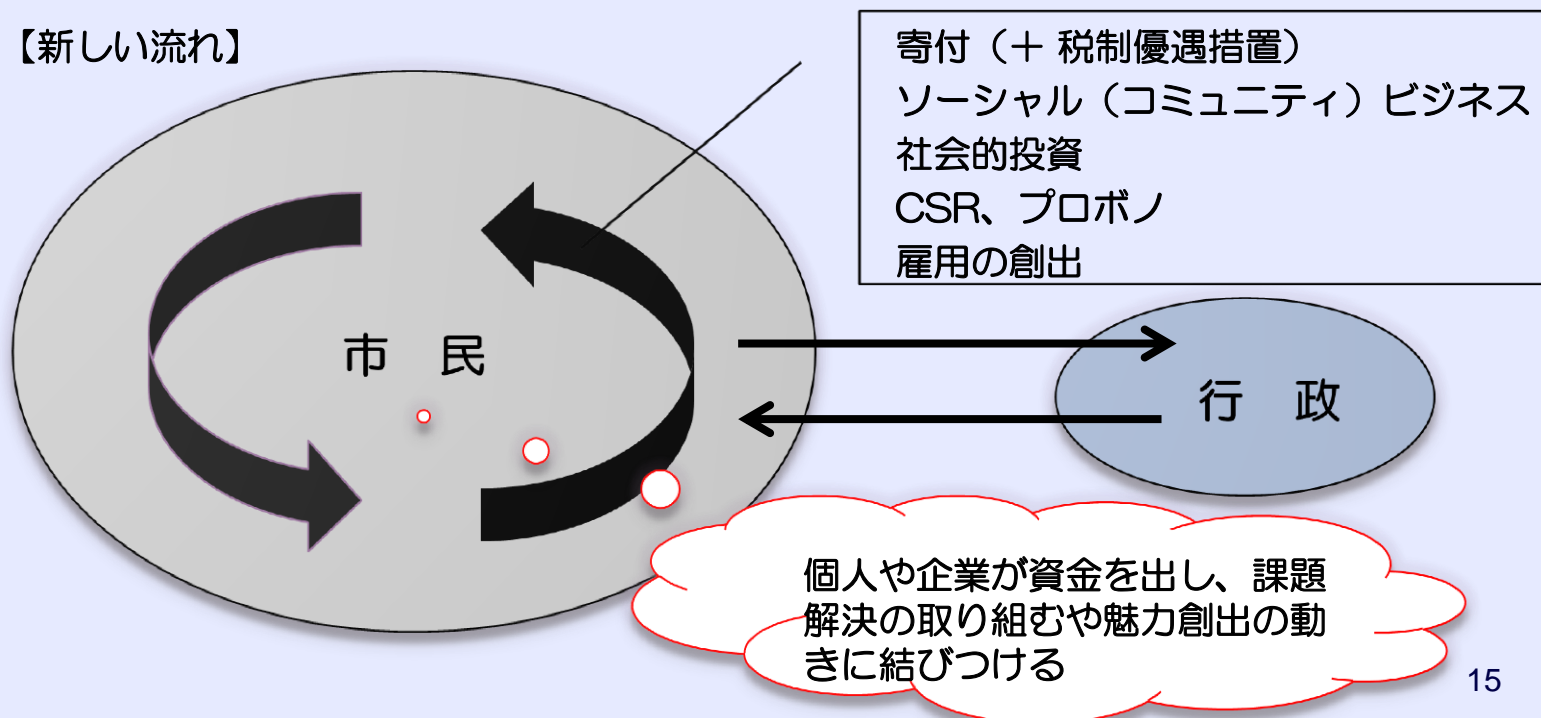 【新しい流れ】
寄付（＋ 税制優遇措置）
ソーシャル（コミュニティ）ビジネス
社会的投資
CSR、プロボノ
雇用の創出
市　民
行　政
個人や企業が資金を出し、課題
解決の取り組むや魅力創出の動
きに結びつける
15